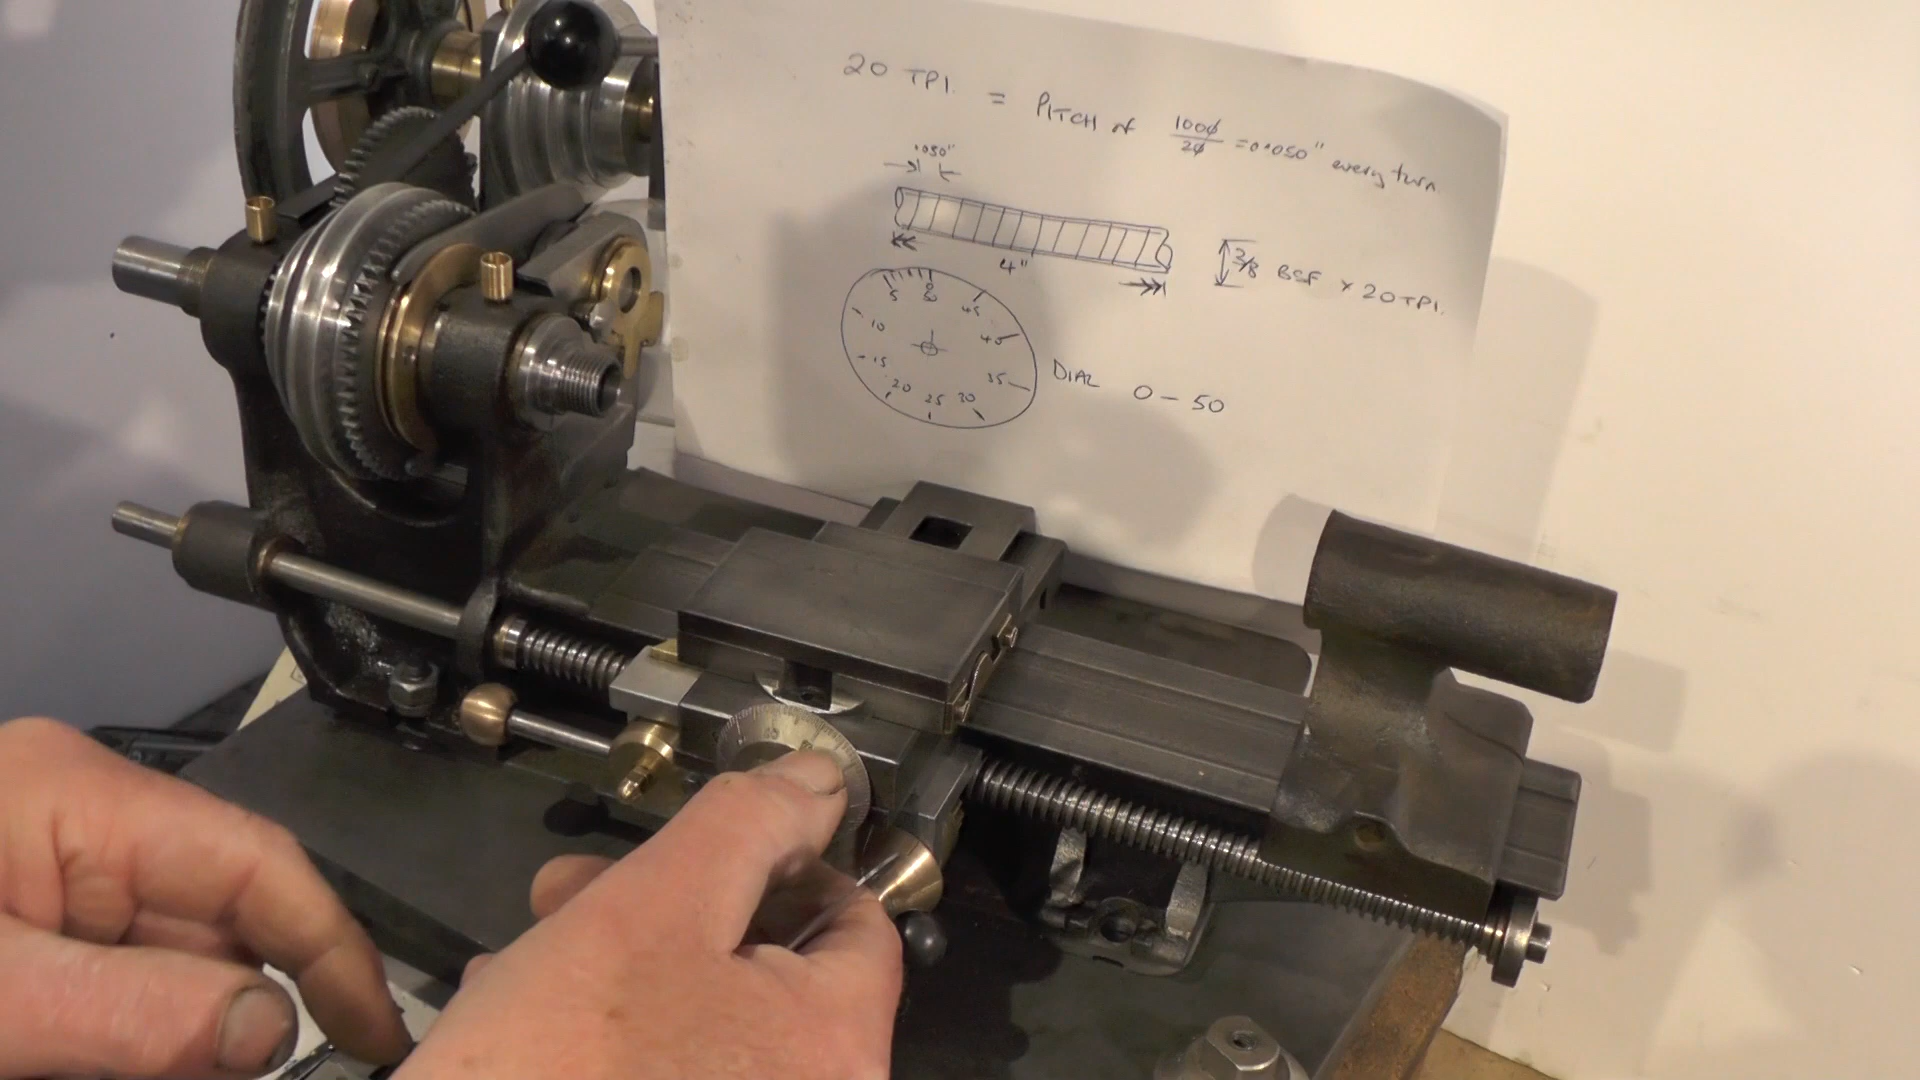 20 TPI. = PITCH of 1000/20 = 0.050" every turn.
.050"
4"
3/8 BSF x 20 TPI.
0
5 50 45
10 40
15 35
20 25 30
DIAL 0 - 50